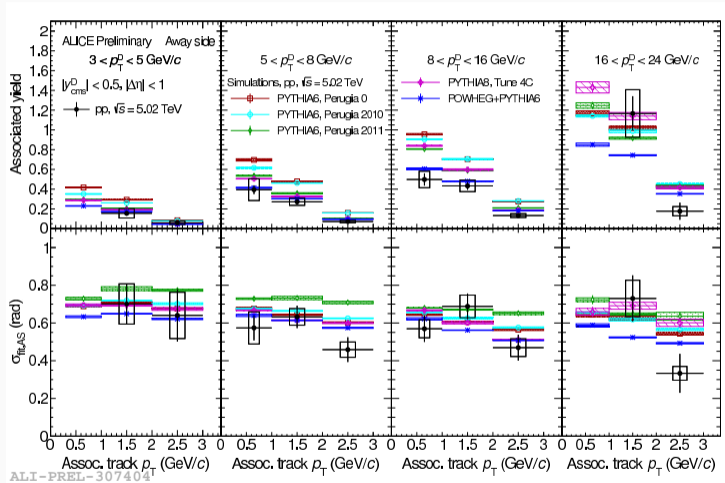 ALICE Preliminary Away side
3 < p_T^D < 5 GeV/c
|y_cms^D| < 0.5, |Δη| < 1
pp, √s = 5.02 TeV
5 < p_T^D < 8 GeV/c
Simulations, pp, √s = 5.02 TeV
PYTHIA6, Perugia 0
PYTHIA6, Perugia 2010
PYTHIA6, Perugia 2011
8 < p_T^D < 16 GeV/c
PYTHIA8, Tune 4C
POWHEG+PYTHIA6
16 < p_T^D < 24 GeV/c
Associated yield
2
1.8
1.6
1.4
1.2
1
0.8
0.6
0.4
0.2
0
σ_fit,AS (rad)
1
0.8
0.6
0.4
0.2
0
0 0.5 1 1.5 2 2.5 3
0 0.5 1 1.5 2 2.5 3
0 0.5 1 1.5 2 2.5 3
0 0.5 1 1.5 2 2.5 3
Assoc. track p_T (GeV/c)
Assoc. track p_T (GeV/c)
Assoc. track p_T (GeV/c)
Assoc. track p_T (GeV/c)
ALI-PREL-307404